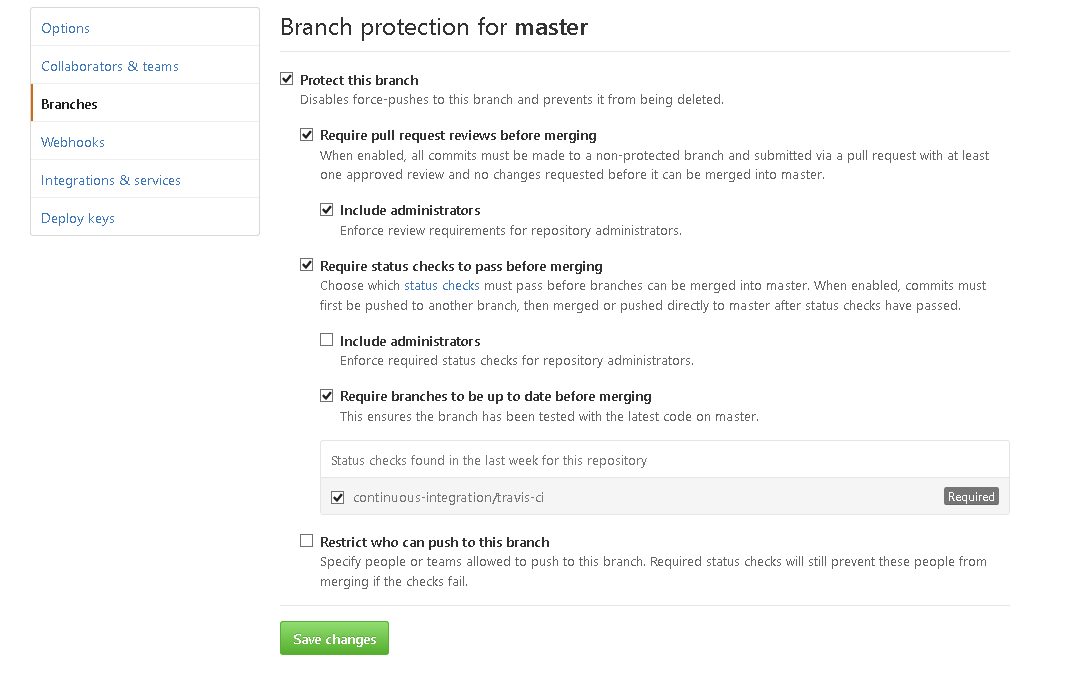 Options
Collaborators & teams
Branches
Webhooks
Integrations & services
Deploy keys
Branch protection for master
Protect this branch
Disables force-pushes to this branch and prevents it from being deleted.
Require pull request reviews before merging
When enabled, all commits must be made to a non-protected branch and submitted via a pull request with at least
one approved review and no changes requested before it can be merged into master.
Include administrators
Enforce review requirements for repository administrators.
Require status checks to pass before merging
Choose which status checks must pass before branches can be merged into master. When enabled, commits must
first be pushed to another branch, then merged or pushed directly to master after status checks have passed.
Include administrators
Enforce required status checks for repository administrators.
Require branches to be up to date before merging
This ensures the branch has been tested with the latest code on master.
Status checks found in the last week for this repository
continuous-integration/travis-ci Required
Restrict who can push to this branch
Specify people or teams allowed to push to this branch. Required status checks will still prevent these people from
merging if the checks fail.
Save changes